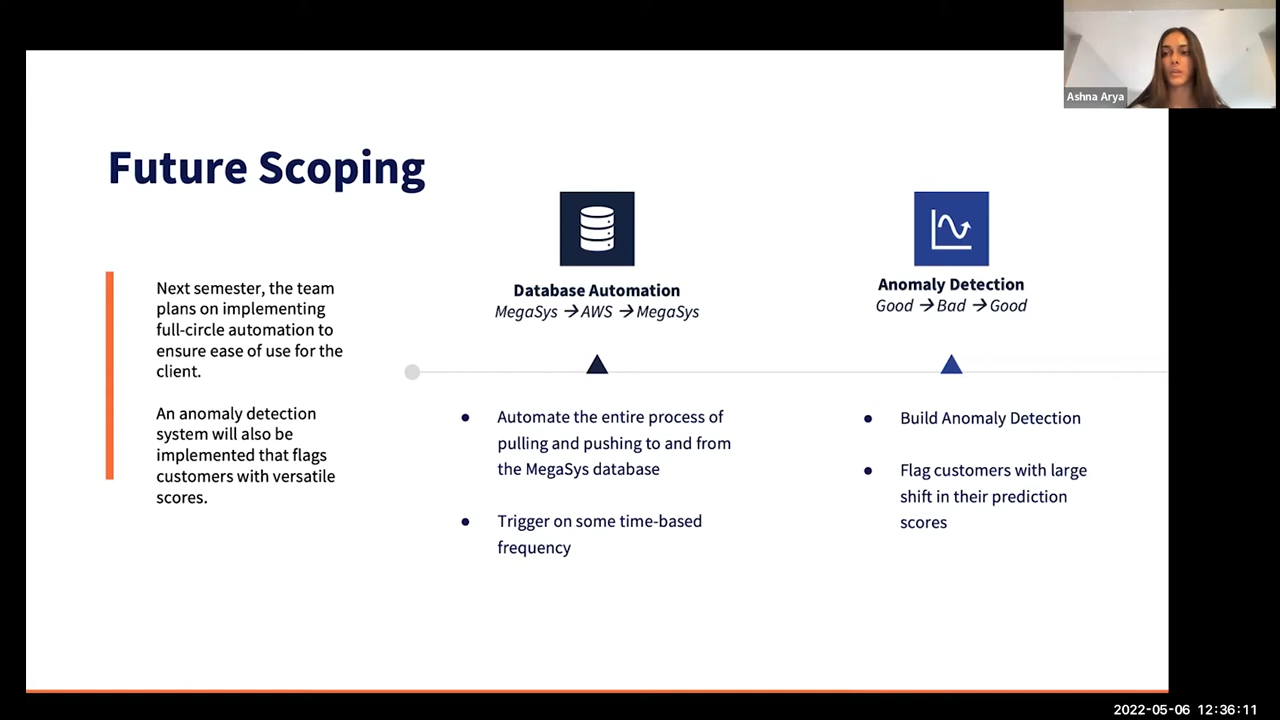 Ashna Arya
Future Scoping
Next semester, the team
plans on implementing
full-circle automation to
ensure ease of use for the
client.
An anomaly detection
system will also be
implemented that flags
customers with versatile
scores.
Database Automation
MegaSys → AWS → MegaSys
● Automate the entire process of
pulling and pushing to and from
the MegaSys database
● Trigger on some time-based
frequency
Anomaly Detection
Good → Bad → Good
● Build Anomaly Detection
● Flag customers with large
shift in their prediction
scores
2022-05-06 12:36:11